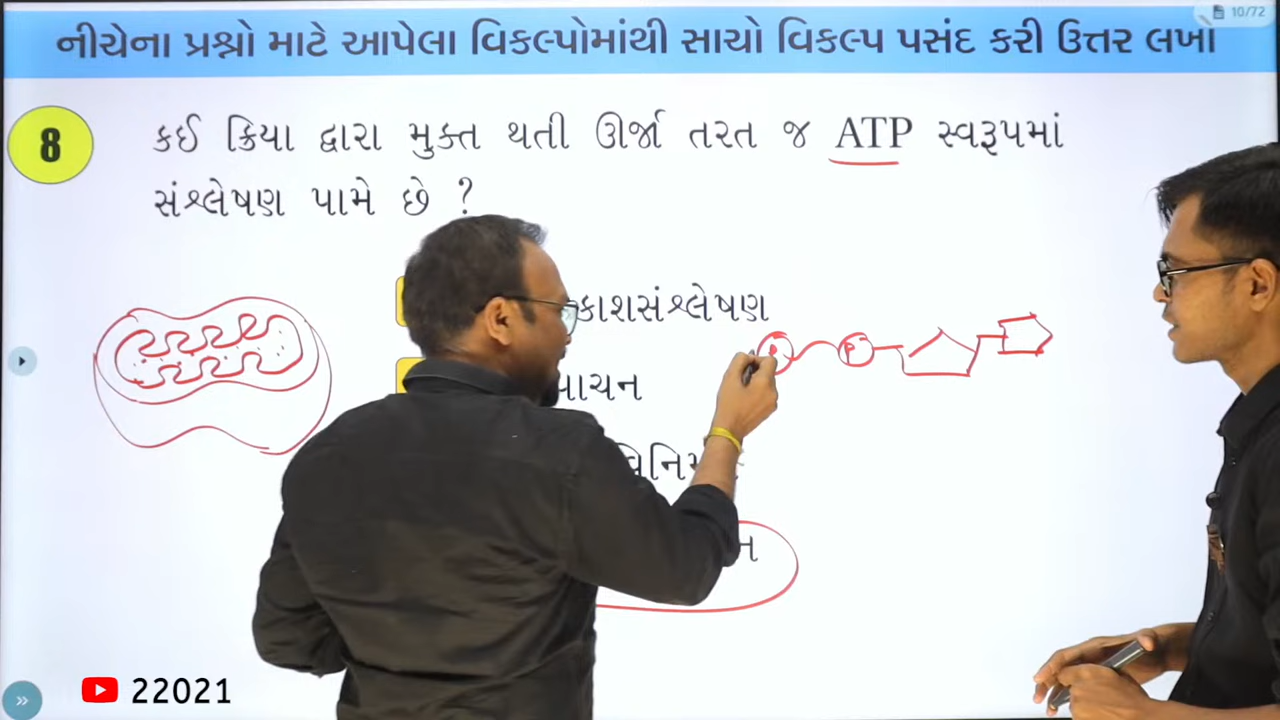 10/72
નીચેના પ્રશ્નો માટે આપેલા વિકલ્પોમાંથી સાચો વિકલ્પ પસંદ કરી ઉત્તર લખો
8
કઈ ક્રિયા દ્વારા મુક્ત થતી ઊર્જા તરત જ ATP સ્વરૂપમાં
સંશ્લેષણ પામે છે ?
કાશસંશ્લેષણ
P P
ાચન
22021